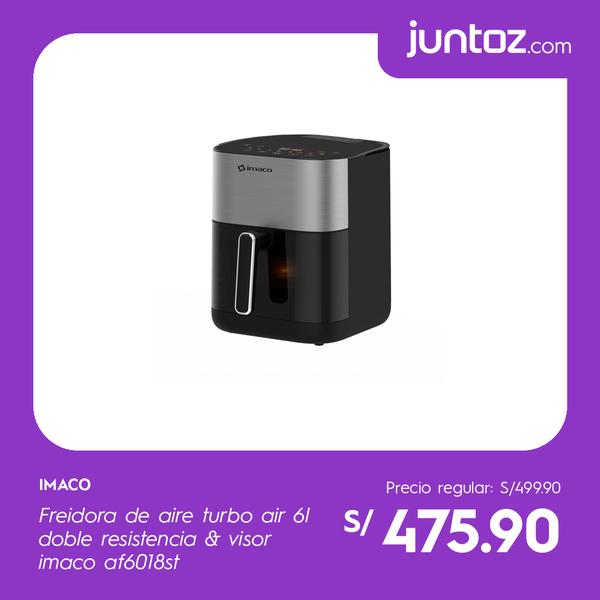 juntoz.com
imaco
IMACO
Freidora de aire turbo air 6l
doble resistencia & visor
imaco af6018st
Precio regular: S/499.90
S/ 475.90